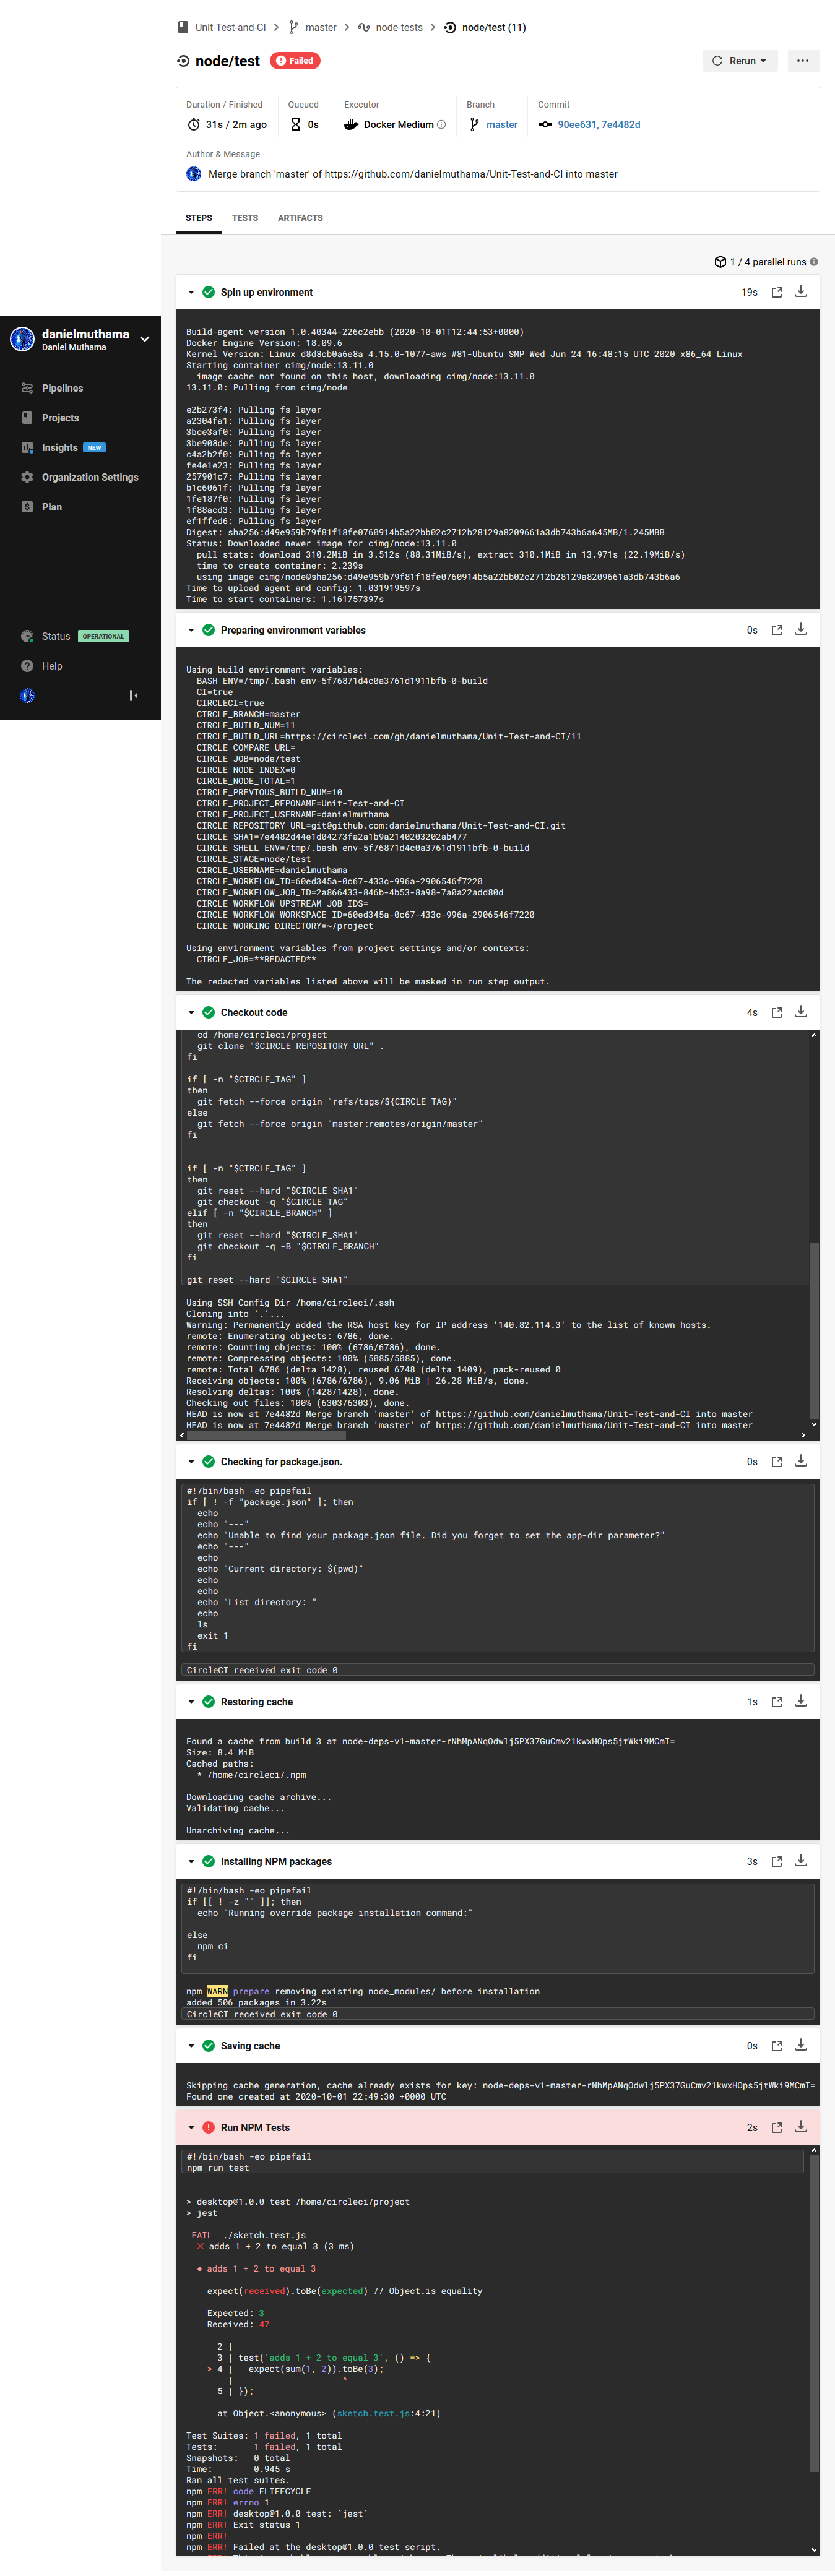 Unit-Test-and-CI > master > node-tests > node/test (11)
node/test Failed Rerun
Duration / Finished Queued Executor Branch Commit
31s / 2m ago 0s Docker Medium master 90ee631, 7e4482d
Author & Message
Merge branch 'master' of https://github.com/danielmuthama/Unit-Test-and-CI into master
STEPS TESTS ARTIFACTS
1 / 4 parallel runs
danielmuthama
Daniel Muthama
Pipelines
Projects
Insights NEW
Organization Settings
Plan
Status OPERATIONAL
Help
Spin up environment 19s
Build-agent version 1.0.40344-226c2ebb (2020-10-01T12:44:53+0000)
Docker Engine Version: 18.09.6
Kernel Version: Linux d8d8cb0a6e8a 4.15.0-1077-aws #81-Ubuntu SMP Wed Jun 24 16:48:15 UTC 2020 x86_64 Linux
Starting container cimg/node:13.11.0
image cache not found on this host, downloading cimg/node:13.11.0
13.11.0: Pulling from cimg/node
e2b273f4: Pulling fs layer
a2304fa1: Pulling fs layer
3bce3af0: Pulling fs layer
3be908de: Pulling fs layer
c4a2b2f0: Pulling fs layer
fe4e1e23: Pulling fs layer
257901c7: Pulling fs layer
b1c6061f: Pulling fs layer
1fe187f0: Pulling fs layer
1f88acd3: Pulling fs layer
ef1ffed6: Pulling fs layer
Digest: sha256:d49e959b79f81f18fe0760914b5a22bb02c2712b28129a8209661a3db743b6a645MB/1.245MBB
Status: Downloaded newer image for cimg/node:13.11.0
pull stats: download 310.2MiB in 3.512s (88.31MiB/s), extract 310.1MiB in 13.971s (22.19MiB/s)
time to create container: 2.239s
using image cimg/node@sha256:d49e959b79f81f18fe0760914b5a22bb02c2712b28129a8209661a3db743b6a6
Time to upload agent and config: 1.031919597s
Time to start containers: 1.161757397s
Preparing environment variables 0s
Using build environment variables:
BASH_ENV=/tmp/.bash_env-5f76871d4c0a3761d1911bfb-0-build
CI=true
CIRCLECI=true
CIRCLE_BRANCH=master
CIRCLE_BUILD_NUM=11
CIRCLE_BUILD_URL=https://circleci.com/gh/danielmuthama/Unit-Test-and-CI/11
CIRCLE_COMPARE_URL=
CIRCLE_JOB=node/test
CIRCLE_NODE_INDEX=0
CIRCLE_NODE_TOTAL=1
CIRCLE_PREVIOUS_BUILD_NUM=10
CIRCLE_PROJECT_REPONAME=Unit-Test-and-CI
CIRCLE_PROJECT_USERNAME=danielmuthama
CIRCLE_REPOSITORY_URL=git@github.com:danielmuthama/Unit-Test-and-CI.git
CIRCLE_SHA1=7e4482d44e1d04273fa2a1b9a2140203202ab477
CIRCLE_SHELL_ENV=/tmp/.bash_env-5f76871d4c0a3761d1911bfb-0-build
CIRCLE_STAGE=node/test
CIRCLE_USERNAME=danielmuthama
CIRCLE_WORKFLOW_ID=60ed345a-0c67-433c-996a-2906546f7220
CIRCLE_WORKFLOW_JOB_ID=2a866433-846b-4b53-8a98-7a0a22add80d
CIRCLE_WORKFLOW_UPSTREAM_JOB_IDS=
CIRCLE_WORKFLOW_WORKSPACE_ID=60ed345a-0c67-433c-996a-2906546f7220
CIRCLE_WORKING_DIRECTORY=~/project
Using environment variables from project settings and/or contexts:
CIRCLE_JOB=**REDACTED**
The redacted variables listed above will be masked in run step output.
Checkout code 4s
cd /home/circleci/project
git clone "$CIRCLE_REPOSITORY_URL" .
fi
if [ -n "$CIRCLE_TAG" ]
then
git fetch --force origin "refs/tags/${CIRCLE_TAG}"
else
git fetch --force origin "master:remotes/origin/master"
fi
if [ -n "$CIRCLE_TAG" ]
then
git reset --hard "$CIRCLE_SHA1"
git checkout -q "$CIRCLE_TAG"
elif [ -n "$CIRCLE_BRANCH" ]
then
git reset --hard "$CIRCLE_SHA1"
git checkout -q -B "$CIRCLE_BRANCH"
fi
git reset --hard "$CIRCLE_SHA1"
Using SSH Config Dir /home/circleci/.ssh
Cloning into '.'...
Warning: Permanently added the RSA host key for IP address '140.82.114.3' to the list of known hosts.
remote: Enumerating objects: 6786, done.
remote: Counting objects: 100% (6786/6786), done.
remote: Compressing objects: 100% (5085/5085), done.
remote: Total 6786 (delta 1428), reused 6748 (delta 1409), pack-reused 0
Receiving objects: 100% (6786/6786), 9.06 MiB | 26.28 MiB/s, done.
Resolving deltas: 100% (1428/1428), done.
Checking out files: 100% (6303/6303), done.
HEAD is now at 7e4482d Merge branch 'master' of https://github.com/danielmuthama/Unit-Test-and-CI into master
HEAD is now at 7e4482d Merge branch 'master' of https://github.com/danielmuthama/Unit-Test-and-CI into master
Checking for package.json. 0s
#!/bin/bash -eo pipefail
if [ ! -f "package.json" ]; then
echo
echo "---"
echo "Unable to find your package.json file. Did you forget to set the app-dir parameter?"
echo "---"
echo
echo "Current directory: $(pwd)"
echo
echo
echo "List directory: "
echo
ls
exit 1
fi
CircleCI received exit code 0
Restoring cache 1s
Found a cache from build 3 at node-deps-v1-master-rNhMpANqOdwlj5PX37GuCmv21kwxHOps5jtWki9MCmI=
Size: 8.4 MiB
Cached paths:
* /home/circleci/.npm
Downloading cache archive...
Validating cache...
Unarchiving cache...
Installing NPM packages 3s
#!/bin/bash -eo pipefail
if [[ ! -z "" ]]; then
echo "Running override package installation command:"
else
npm ci
fi
npm WARN prepare removing existing node_modules/ before installation
added 506 packages in 3.22s
CircleCI received exit code 0
Saving cache 0s
Skipping cache generation, cache already exists for key: node-deps-v1-master-rNhMpANqOdwlj5PX37GuCmv21kwxHOps5jtWki9MCmI=
Found one created at 2020-10-01 22:49:30 +0000 UTC
Run NPM Tests 2s
#!/bin/bash -eo pipefail
npm run test
> desktop@1.0.0 test /home/circleci/project
> jest
FAIL ./sketch.test.js
✕ adds 1 + 2 to equal 3 (3 ms)
● adds 1 + 2 to equal 3
expect(received).toBe(expected) // Object.is equality
Expected: 3
Received: 47
2 |
3 | test('adds 1 + 2 to equal 3', () => {
> 4 | expect(sum(1, 2)).toBe(3);
| ^
5 | });
at Object.<anonymous> (sketch.test.js:4:21)
Test Suites: 1 failed, 1 total
Tests: 1 failed, 1 total
Snapshots: 0 total
Time: 0.945 s
Ran all test suites.
npm ERR! code ELIFECYCLE
npm ERR! errno 1
npm ERR! desktop@1.0.0 test: `jest`
npm ERR! Exit status 1
npm ERR!
npm ERR! Failed at the desktop@1.0.0 test script.